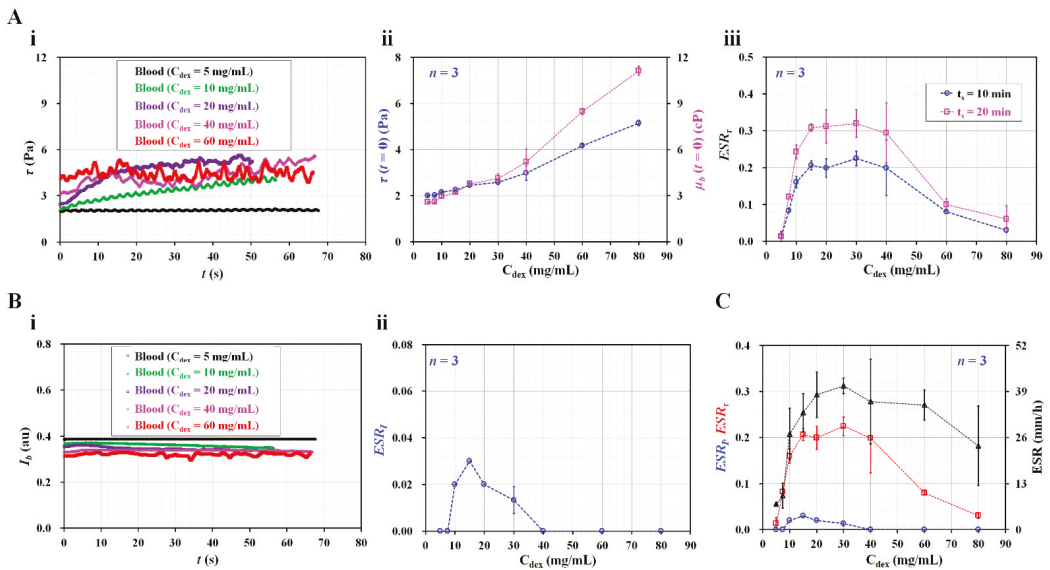 A
i
12
9
6
3
0
τ (Pa)
Blood (Cdex = 5 mg/mL)
Blood (Cdex = 10 mg/mL)
Blood (Cdex = 20 mg/mL)
Blood (Cdex = 40 mg/mL)
Blood (Cdex = 60 mg/mL)
0 10 20 30 40 50 60 70 80
t (s)
ii
n = 3
8
6
4
2
0
τ (t = 0) (Pa)
12
9
6
3
0
μb (t = 0) (cP)
0 10 20 30 40 50 60 70 80 90
Cdex (mg/mL)
iii
n = 3
0.5
0.4
0.3
0.2
0.1
0.0
ESRτ
ts = 10 min
ts = 20 min
0 10 20 30 40 50 60 70 80 90
Cdex (mg/mL)
B
i
0.8
0.6
0.4
0.2
0.0
Ib (au)
Blood (Cdex = 5 mg/mL)
Blood (Cdex = 10 mg/mL)
Blood (Cdex = 20 mg/mL)
Blood (Cdex = 40 mg/mL)
Blood (Cdex = 60 mg/mL)
0 10 20 30 40 50 60 70 80
t (s)
ii
n = 3
0.08
0.06
0.04
0.02
0.00
ESRI
0 10 20 30 40 50 60 70 80 90
Cdex (mg/mL)
C
n = 3
0.4
0.3
0.2
0.1
0.0
ESRI, ESRτ
52
39
26
13
0
ESR (mm/h)
0 10 20 30 40 50 60 70 80 90
Cdex (mg/mL)